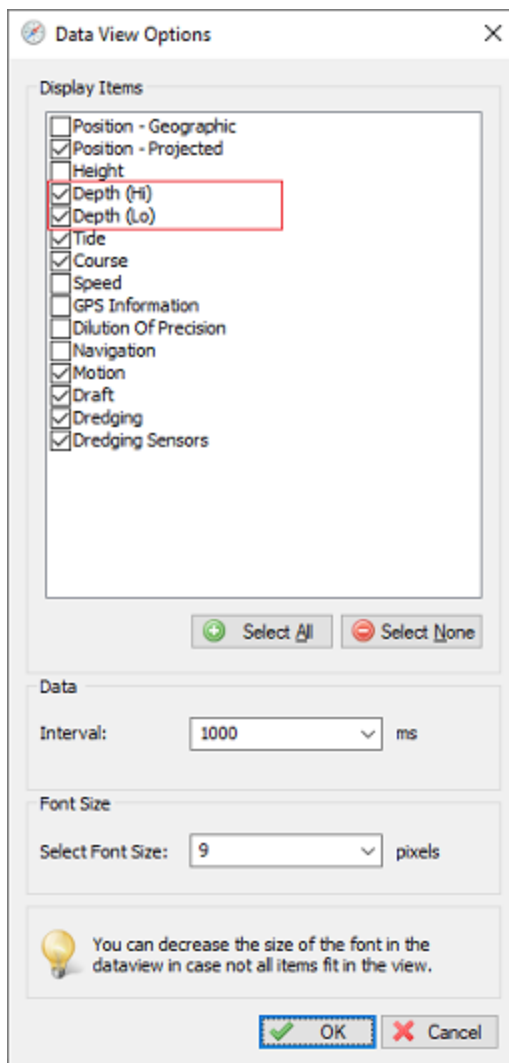 Data View Options
Display Items
Position - Geographic
Position - Projected
Height
Depth (Hi)
Depth (Lo)
Tide
Course
Speed
GPS Information
Dilution Of Precision
Navigation
Motion
Draft
Dredging
Dredging Sensors
Select All
Select None
Data
Interval:
1000
ms
Font Size
Select Font Size:
9
pixels
You can decrease the size of the font in the
dataview in case not all items fit in the view.
OK
Cancel